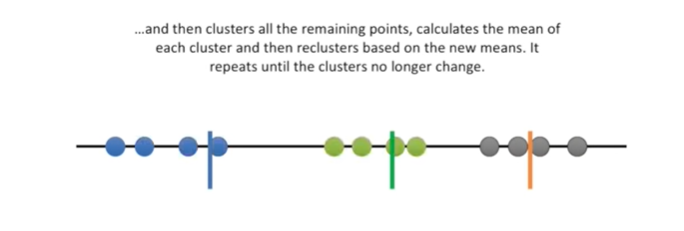 ...and then clusters all the remaining points, calculates the mean of
each cluster and then reclusters based on the new means. It
repeats until the clusters no longer change.